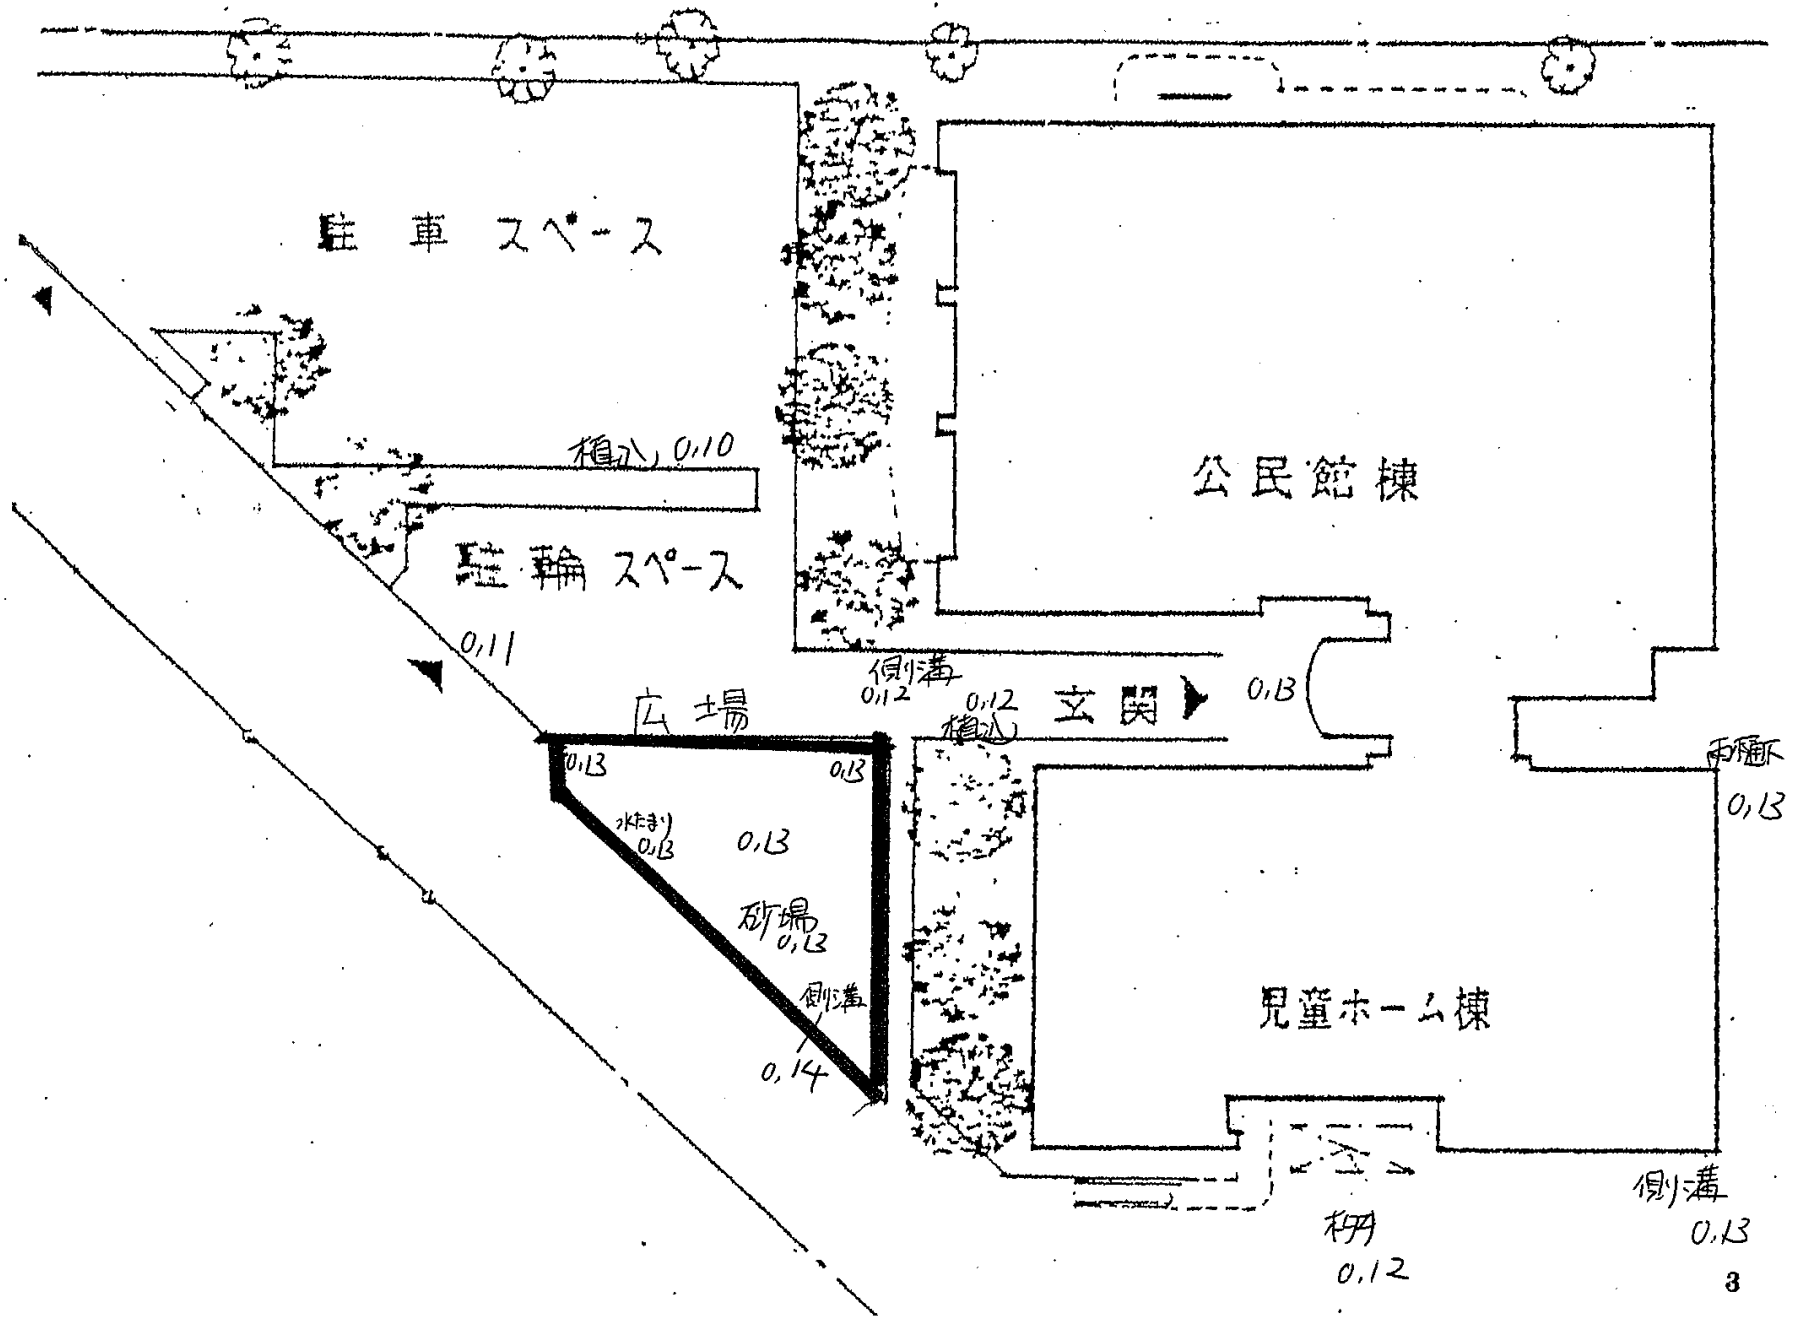 駐車スペース
植込 0.10
公民館棟
駐輪スペース
0.11
側溝
0.12
0.12
植込
玄関
0.13
広場
0.13
0.13
雨樋下
0.13
水たまり
0.13
0.13
砂場
0.13
側溝
0.14
児童ホーム棟
側溝
0.13
柵
0.12
3